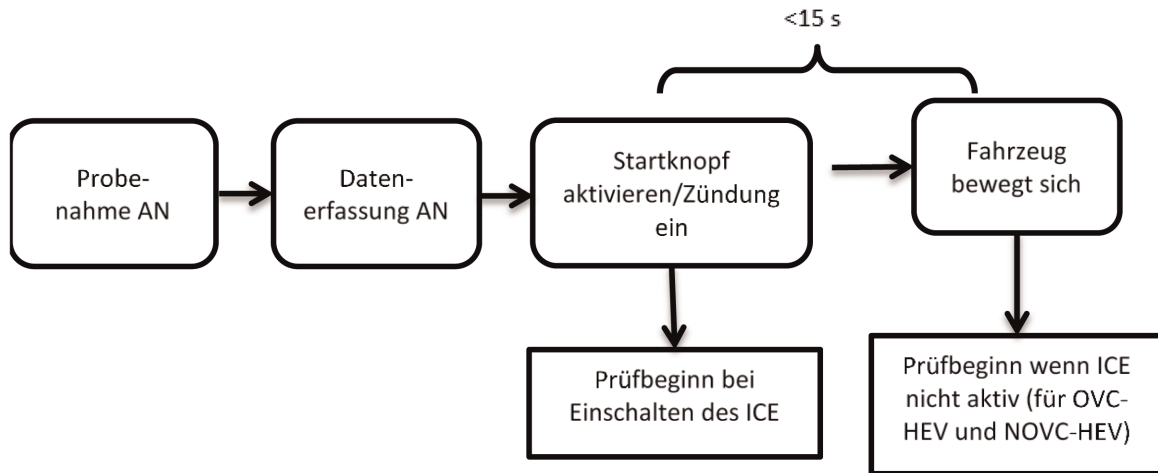 <15 s
Probe-
nahme AN
Daten-
erfassung AN
Startknopf
aktivieren/Zündung
ein
Fahrzeug
bewegt sich
Prüfbeginn bei
Einschalten des ICE
Prüfbeginn wenn ICE
nicht aktiv (für OVC-
HEV und NOVC-HEV)